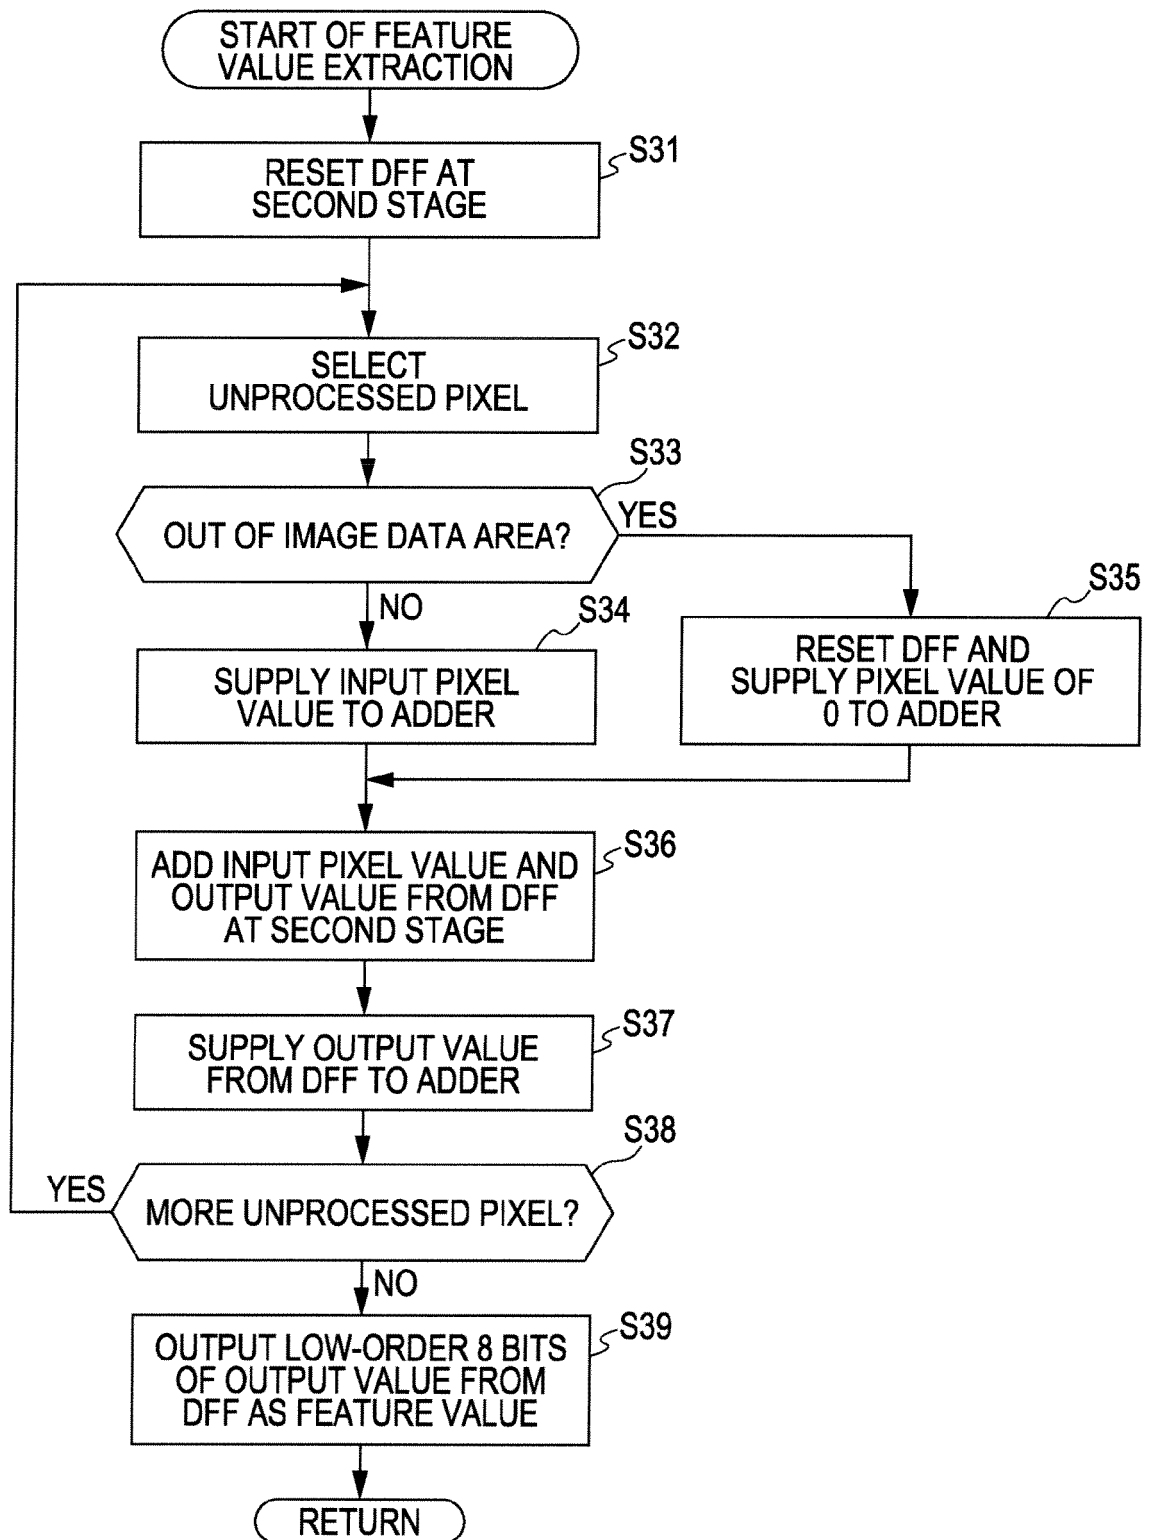 START OF FEATURE
VALUE EXTRACTION
S31
RESET DFF AT
SECOND STAGE
S32
SELECT
UNPROCESSED PIXEL
S33
OUT OF IMAGE DATA AREA?
YES
NO
S34
SUPPLY INPUT PIXEL
VALUE TO ADDER
S35
RESET DFF AND
SUPPLY PIXEL VALUE OF
0 TO ADDER
S36
ADD INPUT PIXEL VALUE AND
OUTPUT VALUE FROM DFF
AT SECOND STAGE
S37
SUPPLY OUTPUT VALUE
FROM DFF TO ADDER
S38
YES
MORE UNPROCESSED PIXEL?
NO
S39
OUTPUT LOW-ORDER 8 BITS
OF OUTPUT VALUE FROM
DFF AS FEATURE VALUE
RETURN